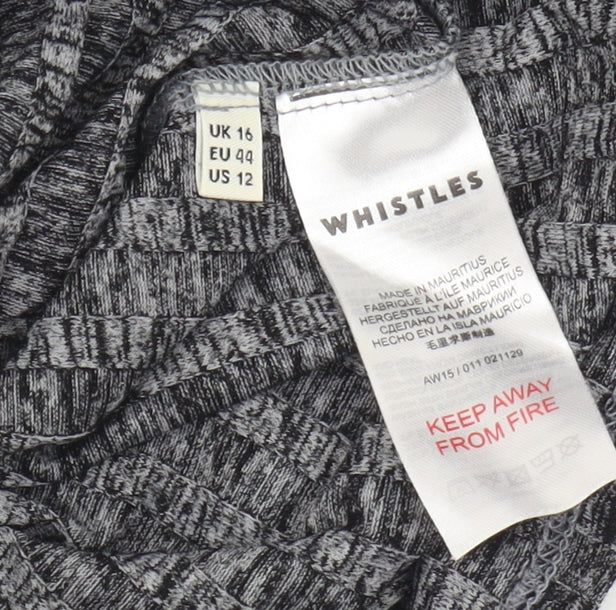 UK 16
EU 44
US 12
WHISTLES
MADE IN MAURITIUS
FABRIQUÉ À L'ILE MAURICE
HERGESTELLT AUF MAURITIUS
СДЕЛАНО НА МАВРИКИИ
HECHO EN LA ISLA MAURICIO
毛里求斯制造
AW15 / 011 021129
KEEP AWAY
FROM FIRE